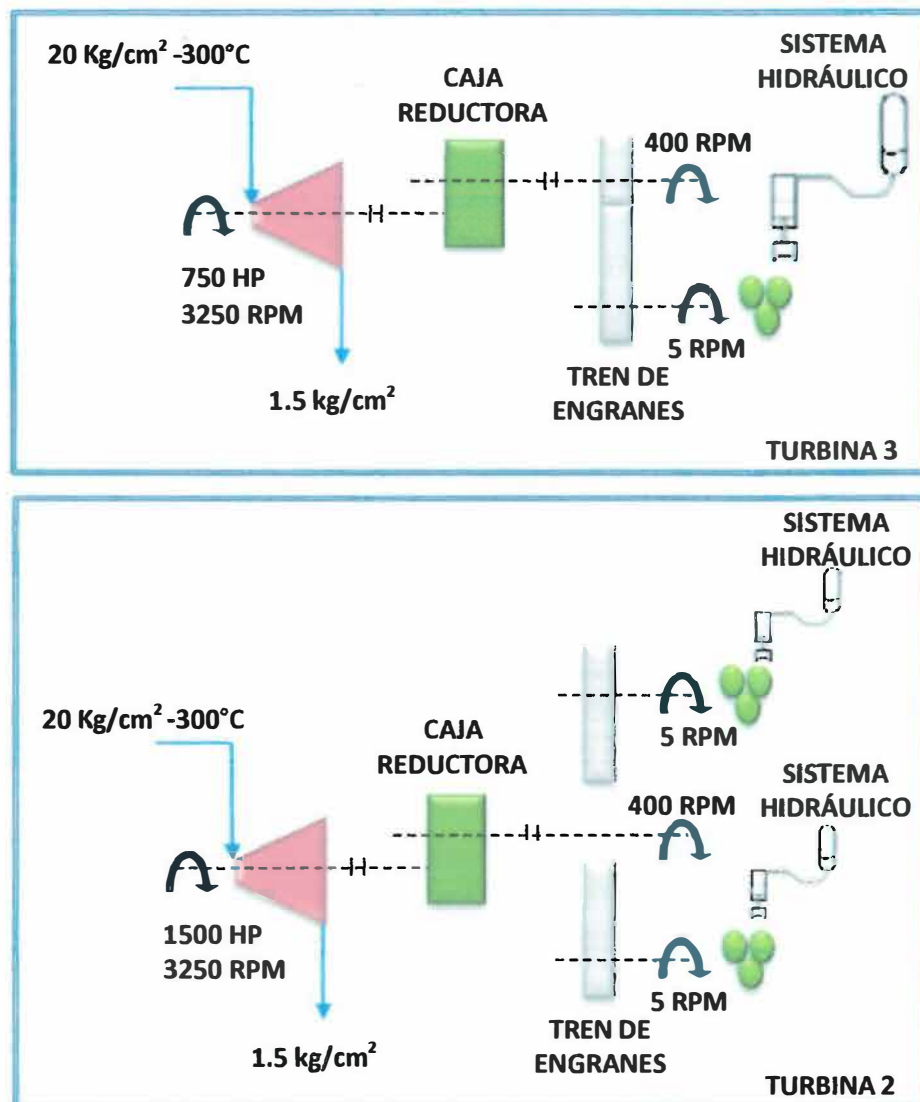 20 Kg/cm² -300°C
SISTEMA
HIDRÁULICO
CAJA
REDUCTORA
400 RPM
750 HP
3250 RPM
5 RPM
1.5 kg/cm²
TREN DE
ENGRANES
TURBINA 3
SISTEMA
HIDRÁULICO
20 Kg/cm² -300°C
CAJA
REDUCTORA
5 RPM
SISTEMA
HIDRÁULICO
400 RPM
1500 HP
3250 RPM
5 RPM
1.5 kg/cm²
TREN DE
ENGRANES
TURBINA 2